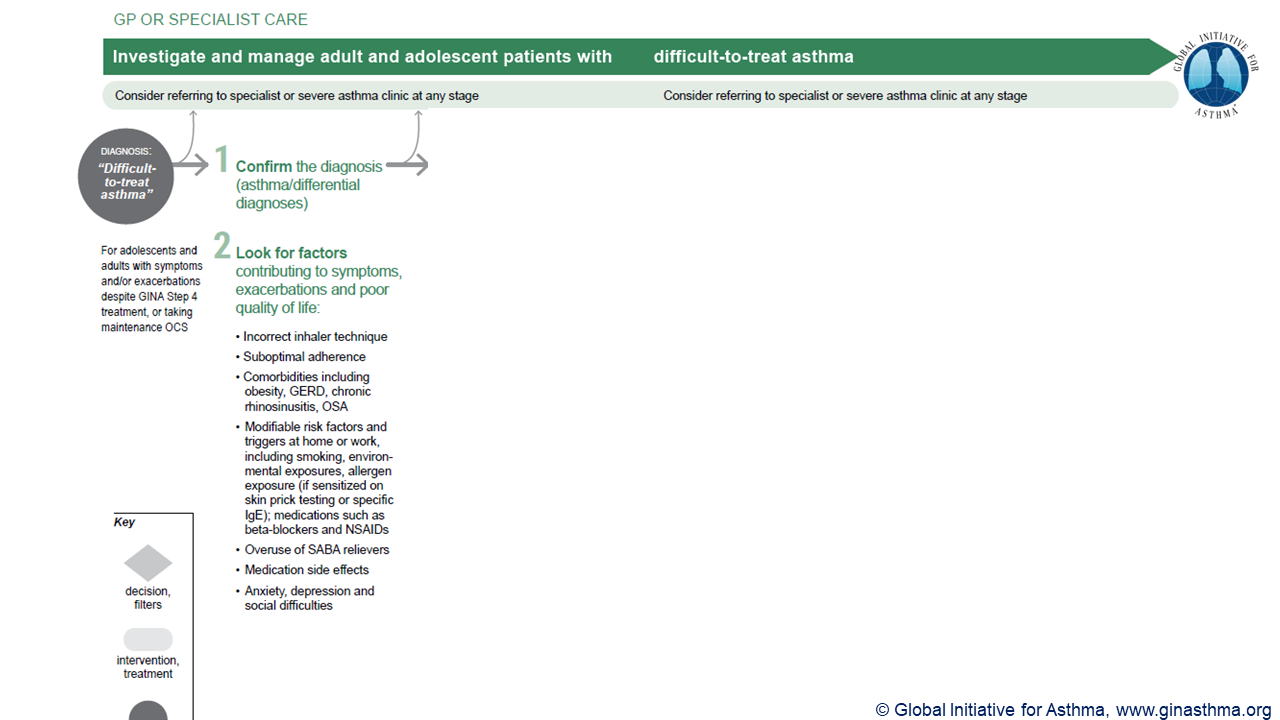 GP OR SPECIALIST CARE
Investigate and manage adult and adolescent patients with difficult-to-treat asthma
Consider referring to specialist or severe asthma clinic at any stage
Consider referring to specialist or severe asthma clinic at any stage
GLOBAL INITIATIVE FOR
ASTHMA
DIAGNOSIS:
“Difficult-
to-treat
asthma”
For adolescents and
adults with symptoms
and/or exacerbations
despite GINA Step 4
treatment, or taking
maintenance OCS
1 Confirm the diagnosis
(asthma/differential
diagnoses)
2 Look for factors
contributing to symptoms,
exacerbations and poor
quality of life:
• Incorrect inhaler technique
• Suboptimal adherence
• Comorbidities including
obesity, GERD, chronic
rhinosinusitis, OSA
• Modifiable risk factors and
triggers at home or work,
including smoking, environ-
mental exposures, allergen
exposure (if sensitized on
skin prick testing or specific
IgE); medications such as
beta-blockers and NSAIDs
• Overuse of SABA relievers
• Medication side effects
• Anxiety, depression and
social difficulties
Key
decision,
filters
intervention,
treatment
© Global Initiative for Asthma, www.ginasthma.org